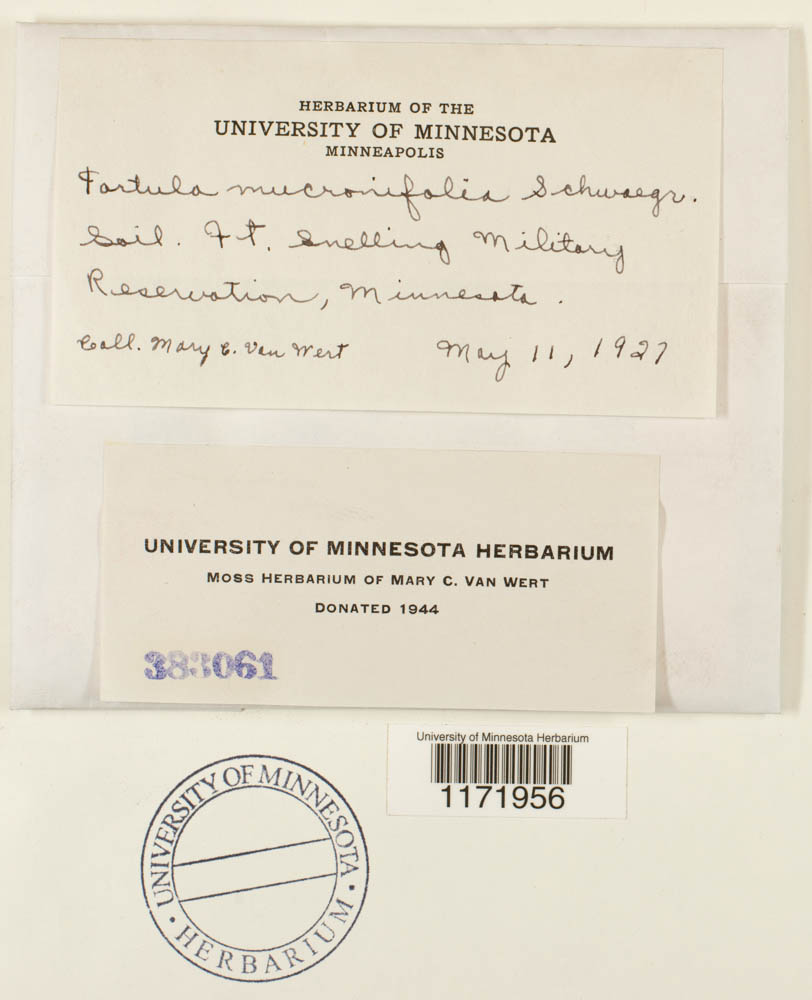 HERBARIUM OF THE
UNIVERSITY OF MINNESOTA
MINNEAPOLIS
Tortula mucronifolia Schwaegr.
Soil. Ft. Snelling Military
Reservation, Minnesota.
Coll. Mary C. Van Wert May 11, 1927
UNIVERSITY OF MINNESOTA HERBARIUM
MOSS HERBARIUM OF MARY C. VAN WERT
DONATED 1944
383061
University of Minnesota Herbarium
1171956
UNIVERSITY OF MINNESOTA
• HERBARIUM •